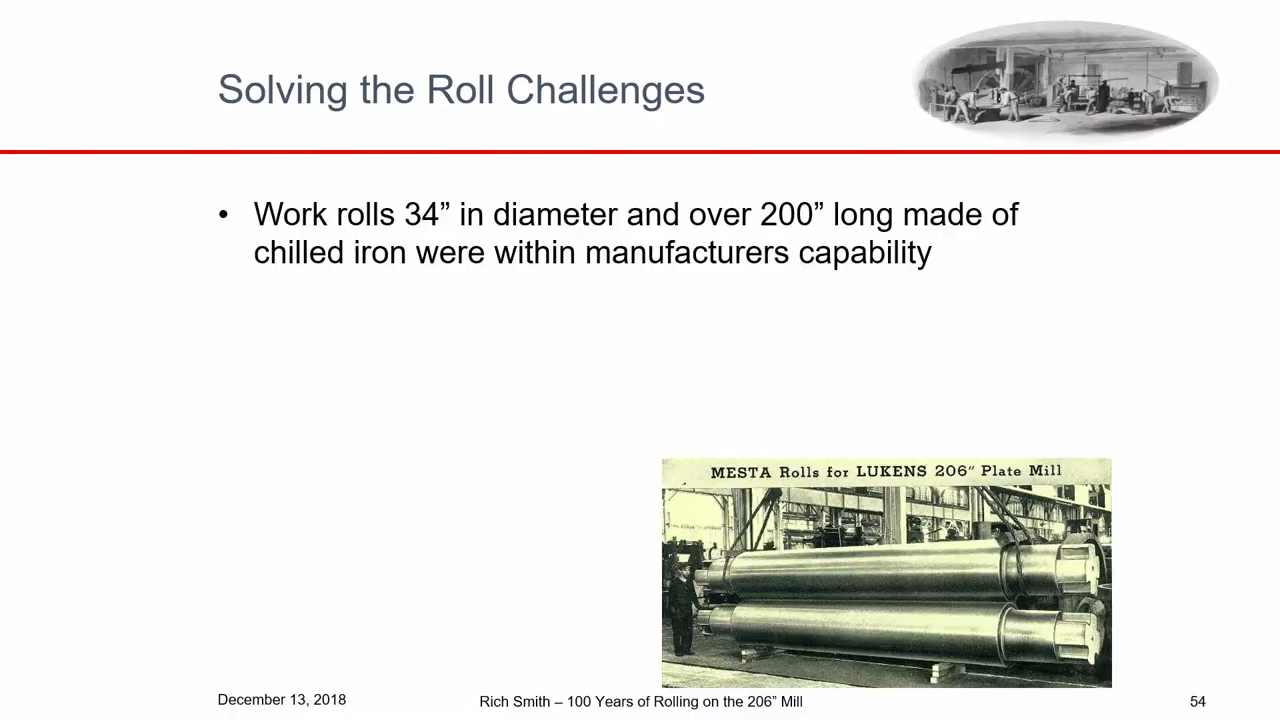 Solving the Roll Challenges
• Work rolls 34” in diameter and over 200” long made of
chilled iron were within manufacturers capability
MESTA Rolls for LUKENS 206″ Plate Mill
December 13, 2018
Rich Smith – 100 Years of Rolling on the 206” Mill
54